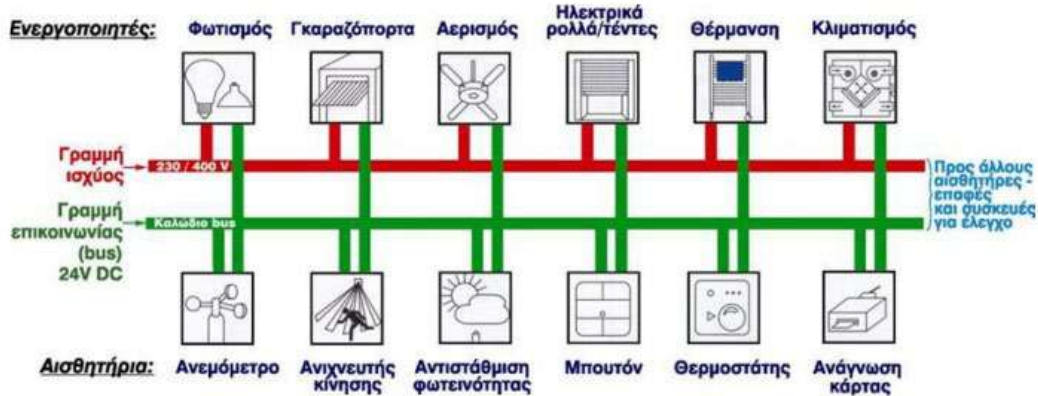 Ενεργοποιητές:
Φωτισμός
Γκαραζόπορτα
Αερισμός
Ηλεκτρικά
ρολλά/τέντες
Θέρμανση
Κλιματισμός
Γραμμή
ισχύος
230 / 400 V
Προς άλλους
αισθητήρες -
επαφές
και συσκευές
για έλεγχο
Γραμμή
επικοινωνίας
(bus)
24V DC
Καλώδιο bus
Αισθητήρια:
Ανεμόμετρο
Ανιχνευτής
κίνησης
Αντιστάθμιση
φωτεινότητας
Μπουτόν
Θερμοστάτης
Ανάγνωση
κάρτας